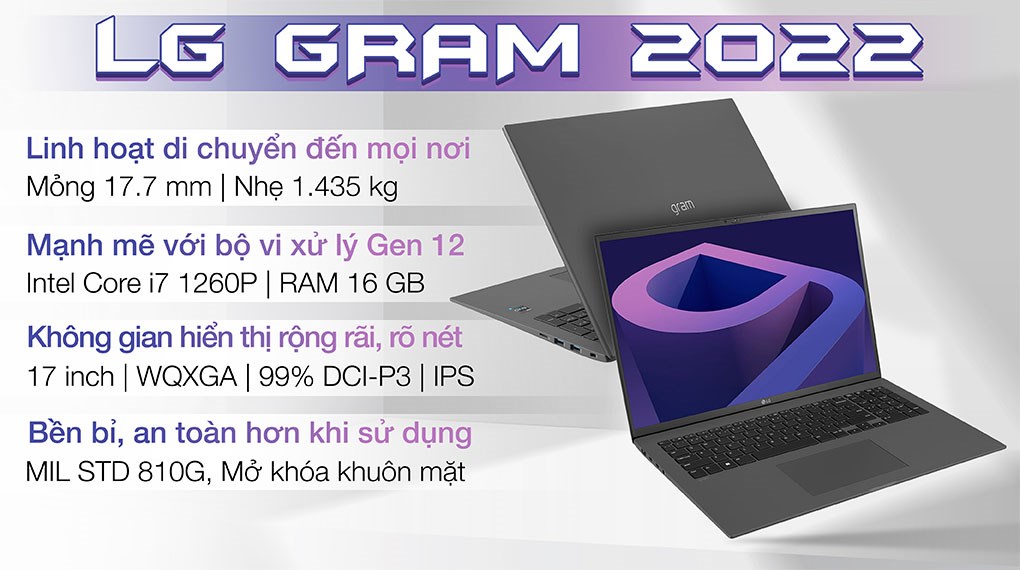 LG GRAM 2022
Linh hoạt di chuyển đến mọi nơi
Mỏng 17.7 mm | Nhẹ 1.435 kg
Mạnh mẽ với bộ vi xử lý Gen 12
Intel Core i7 1260P | RAM 16 GB
Không gian hiển thị rộng rãi, rõ nét
17 inch | WQXGA | 99% DCI-P3 | IPS
Bền bỉ, an toàn hơn khi sử dụng
MIL STD 810G, Mở khóa khuôn mặt
gram
LG